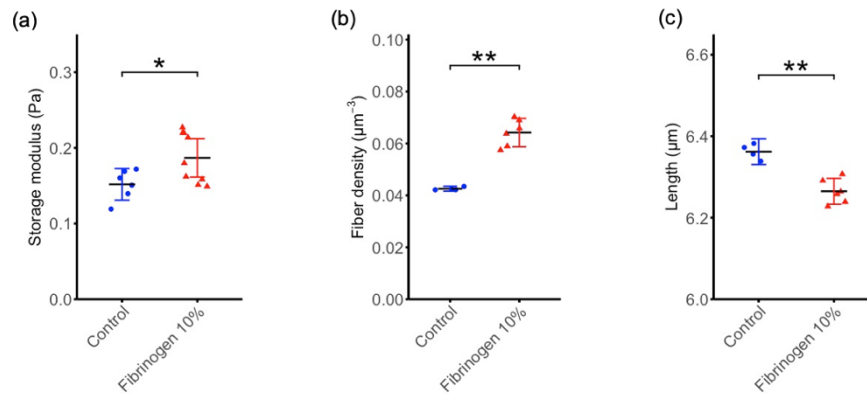 (a)
*
Storage modulus (Pa)
0.3
0.2
0.1
0.0
Control
Fibrinogen 10%
(b)
**
Fiber density (μm⁻³)
0.10
0.08
0.06
0.04
0.02
0.00
Control
Fibrinogen 10%
(c)
**
Length (μm)
6.6
6.4
6.2
6.0
Control
Fibrinogen 10%